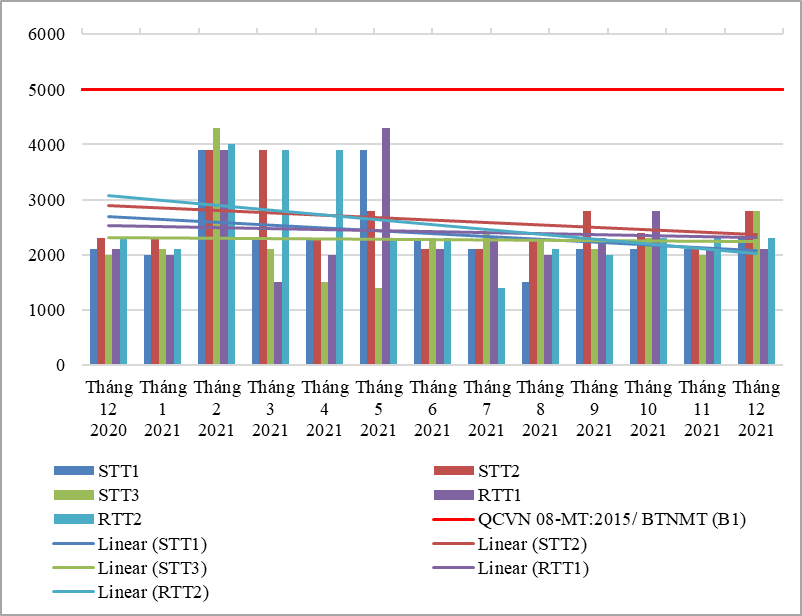 6000
5000
4000
3000
2000
1000
0
Tháng Tháng Tháng Tháng Tháng Tháng Tháng Tháng Tháng Tháng Tháng Tháng Tháng
12 1 2 3 4 5 6 7 8 9 10 11 12
2020 2021 2021 2021 2021 2021 2021 2021 2021 2021 2021 2021 2021
STT1 STT2
STT3 RTT1
RTT2 QCVN 08-MT:2015/ BTNMT (B1)
Linear (STT1) Linear (STT2)
Linear (STT3) Linear (RTT1)
Linear (RTT2)